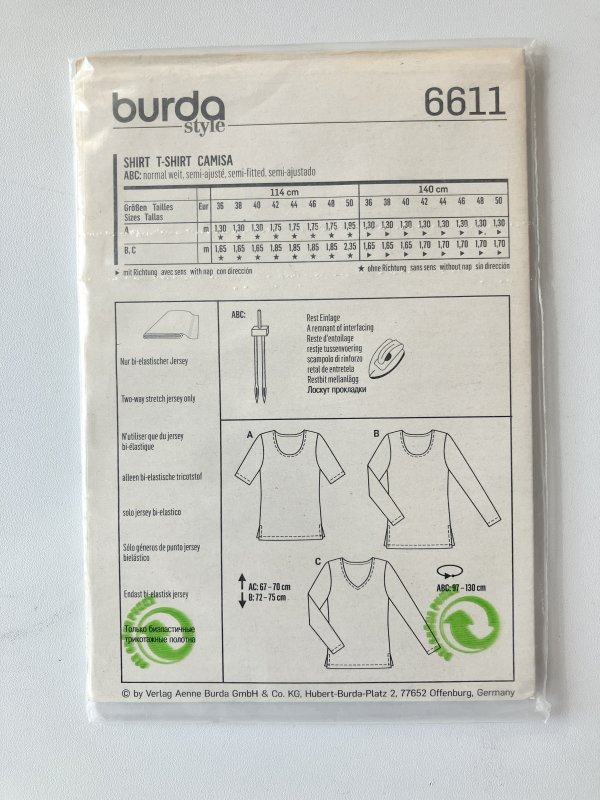 burda
style
6611
SHIRT T-SHIRT CAMISA
ABC: normal weit, semi-ajusté, semi-fitted, semi-ajustado
114 cm 140 cm
Größen Tailles Eur 36 38 40 42 44 46 48 50 36 38 40 42 44 46 48 50
Sizes Tallas
A m 1,30 1,30 1,30 1,75 1,75 1,75 1,75 1,95 1,30 1,30 1,30 1,30 1,30 1,30 1,30 1,30
★ ★ ★ ★ ★ ★ ★ ★ ► ► ► ► ► ► ► ►
B, C m 1,65 1,65 1,65 1,85 1,85 1,85 1,85 2,35 1,65 1,65 1,65 1,70 1,70 1,70 1,70 1,70
★ ★ ★ ★ ★ ★ ★ ★ ► ► ► ► ► ► ► ►
► mit Richtung avec sens with nap con dirección ★ ohne Richtung sans sens without nap sin dirección
Nur bi-elastischer Jersey
Two-way stretch jersey only
N'utiliser que du jersey
bi-élastique
alleen bi-elastische tricotstof
solo jersey bi-elastico
Sólo géneros de punto jersey
bielástico
Endast bi-elastisk jersey
Только биэластичные
трикотажные полотна
ABC:
Rest Einlage
A remnant of interfacing
Reste d'entoilage
restje tussenvoering
scampolo di rinforzo
retal de entretela
Restbit mellanlägg
Лоскут прокладки
A
B
C
AC: 67 – 70 cm
B: 72 – 75 cm
ABC: 97 – 130 cm
© by Verlag Aenne Burda GmbH & Co. KG, Hubert-Burda-Platz 2, 77652 Offenburg, Germany